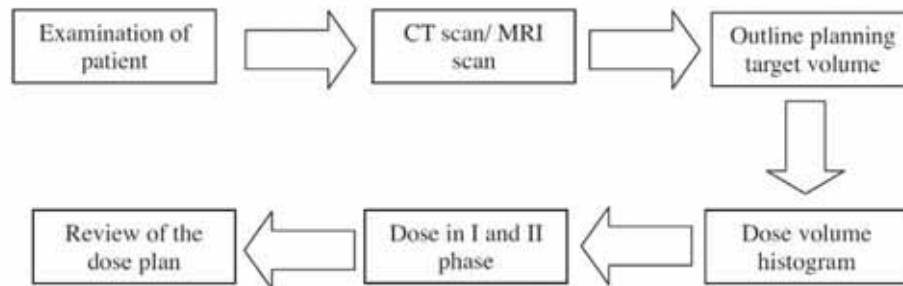 Examination of
patient
CT scan/ MRI
scan
Outline planning
target volume
Dose volume
histogram
Dose in I and II
phase
Review of the
dose plan